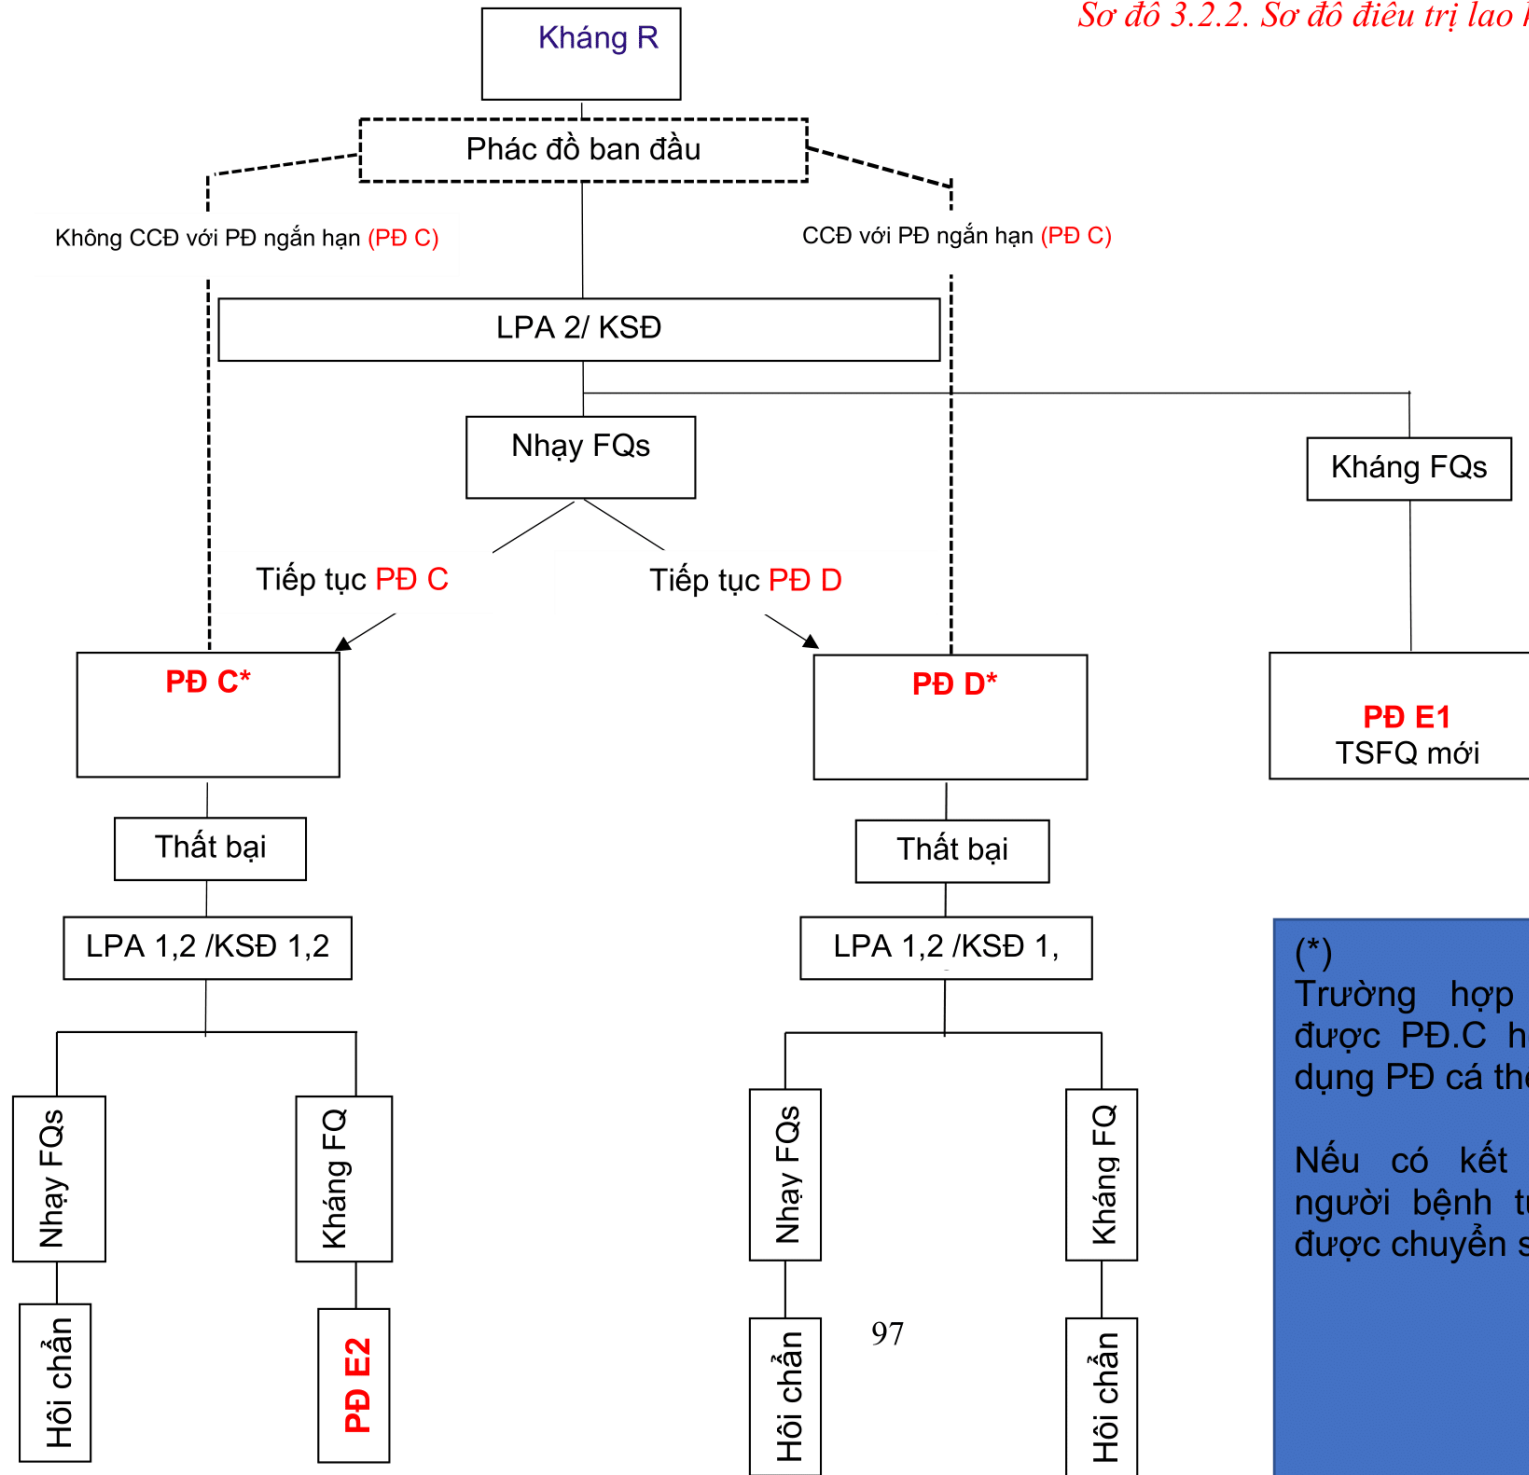 Sơ đồ 3.2.2. Sơ đồ điều trị lao
Kháng R
Phác đồ ban đầu
Không CCĐ với PĐ ngắn hạn (PĐ C)
CCĐ với PĐ ngắn hạn (PĐ C)
LPA 2/ KSĐ
Nhạy FQs
Kháng FQs
Tiếp tục PĐ C
Tiếp tục PĐ D
PĐ C*
PĐ D*
PĐ E1
TSFQ mới
Thất bại
Thất bại
LPA 1,2 /KSĐ 1,2
LPA 1,2 /KSĐ 1,
(*)
Trường hợp
được PĐ.C
dụng PĐ cá
Nếu có kết
người bệnh
được chuyển
Nhạy FQs
Kháng FQ
Nhạy FQs
Kháng FQ
Hội chẩn
PĐ E2
Hội chẩn
Hội chẩn
97